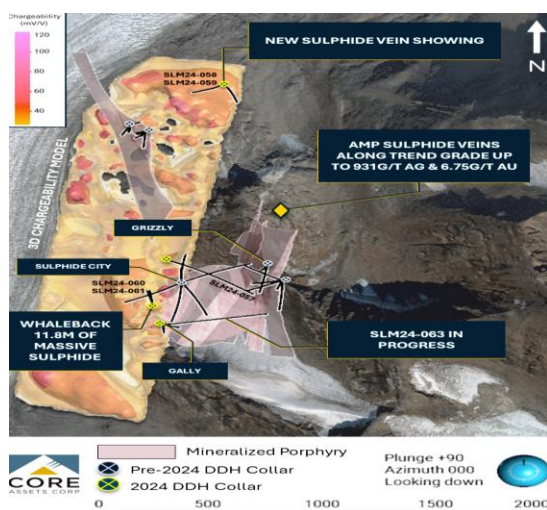 Chargeability
mV/V)
120
100
80
60
40
3D CHARGEABILITY MODEL
NEW SULPHIDE VEIN SHOWING
N
SLM24-058
SLM24-059
AMP SULPHIDE VEINS
ALONG TREND GRADE UP
TO 931G/T AG & 6.75G/T AU
GRIZZLY
SULPHIDE CITY
SLM24-060
SLM24-061
SLM24-057
WHALEBACK
11.8M OF
MASSIVE
SULPHIDE
GALLY
SLM24-063 IN
PROGRESS
CORE
ASSETS CORP
Mineralized Porphyry
Pre-2024 DDH Collar
2024 DDH Collar
Plunge +90
Azimuth 000
Looking down
0 500 1000 1500 2000